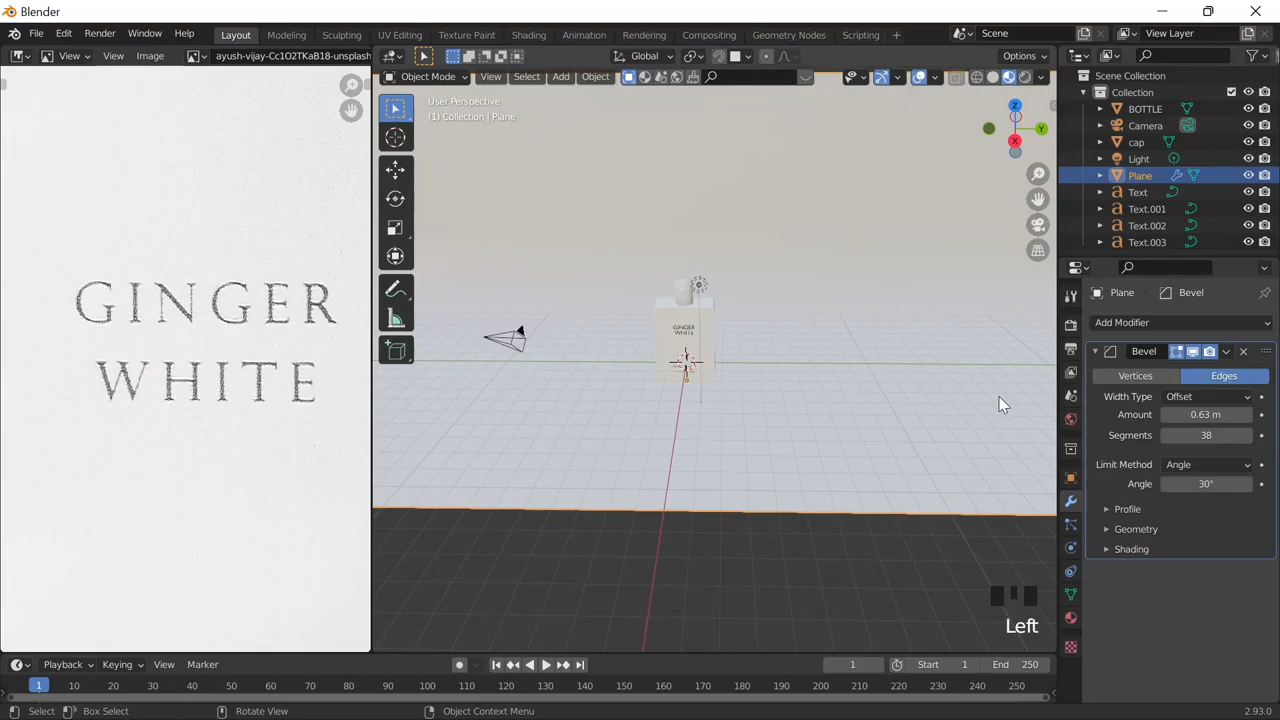 Blender
File Edit Render Window Help
Layout Modeling Sculpting UV Editing Texture Paint Shading Animation Rendering Compositing Geometry Nodes Scripting +
Scene
View Layer
View View Image ayush-vijay-Cc1O2TKaB18-unsplash
Global
Options
Object Mode View Select Add Object
User Perspective
(1) Collection | Plane
Z
Y
X
GINGER
WHITE
GINGER
WHITE
Scene Collection
Collection
BOTTLE
Camera
cap
Light
Plane
Text
Text.001
Text.002
Text.003
Plane Bevel
Add Modifier
Bevel
Vertices Edges
Width Type Offset
Amount 0.63 m
Segments 38
Limit Method Angle
Angle 30°
Profile
Geometry
Shading
Left
Playback Keying View Marker
1 Start 1 End 250
1 10 20 30 40 50 60 70 80 90 100 110 120 130 140 150 160 170 180 190 200 210 220 230 240 250
Select Box Select Rotate View Object Context Menu 2.93.0